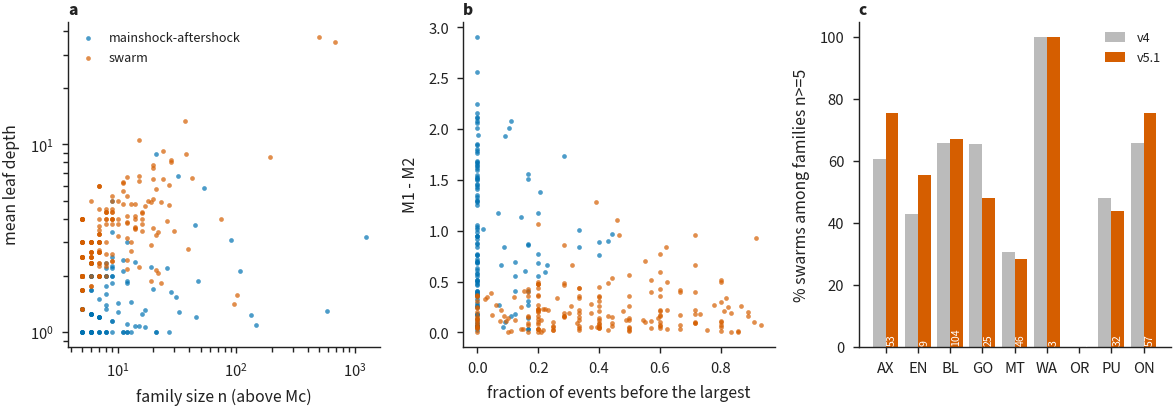 a
mainshock-aftershock
swarm
mean leaf depth
10¹
10⁰
10¹
10²
10³
family size n (above Mc)
b
M1 - M2
3.0
2.5
2.0
1.5
1.0
0.5
0.0
0.0 0.2 0.4 0.6 0.8
fraction of events before the largest
c
v4
v5.1
% swarms among families n>=5
100
80
60
40
20
0
53 9 104 25 46 3 32 57
AX EN BL GO MT WA OR PU ON